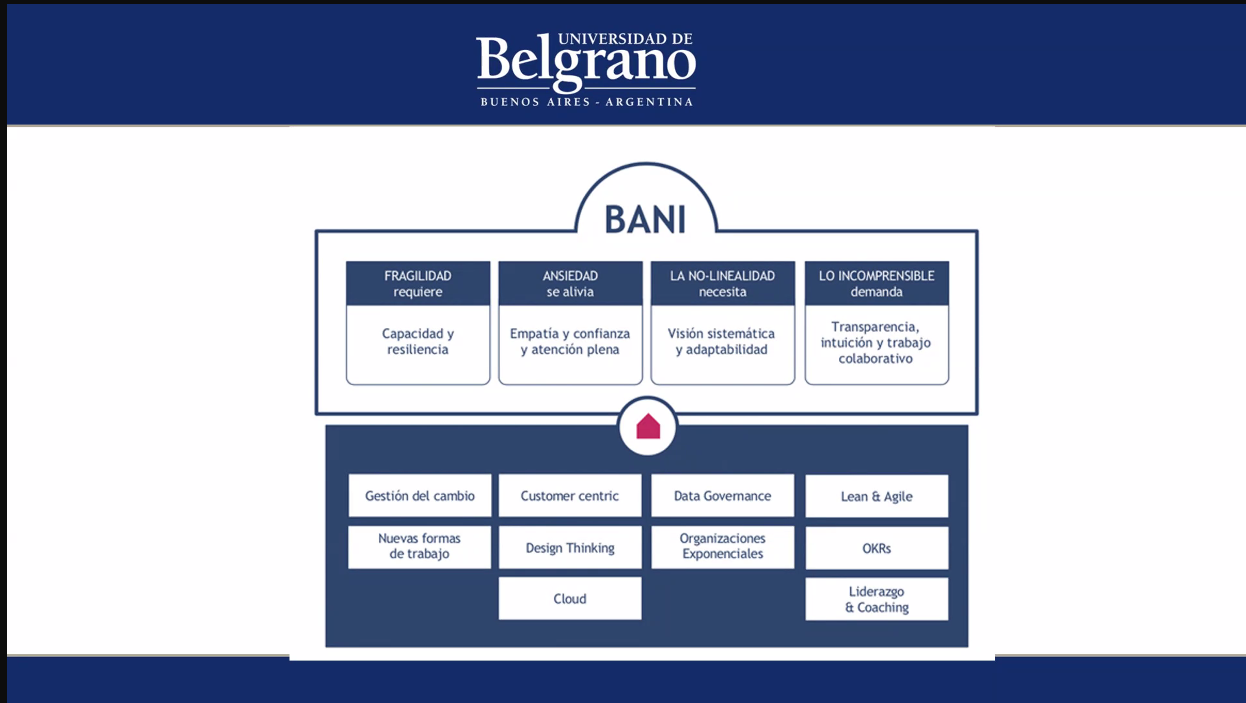 UNIVERSIDAD DE
Belgrano
BUENOS AIRES - ARGENTINA
BANI
FRAGILIDAD
requiere
Capacidad y
resiliencia
ANSIEDAD
se alivia
Empatía y confianza
y atención plena
LA NO-LINEALIDAD
necesita
Visión sistemática
y adaptabilidad
LO INCOMPRENSIBLE
demanda
Transparencia,
intuición y trabajo
colaborativo
Gestión del cambio
Customer centric
Data Governance
Lean & Agile
Nuevas formas
de trabajo
Design Thinking
Organizaciones
Exponenciales
OKRs
Cloud
Liderazgo
& Coaching